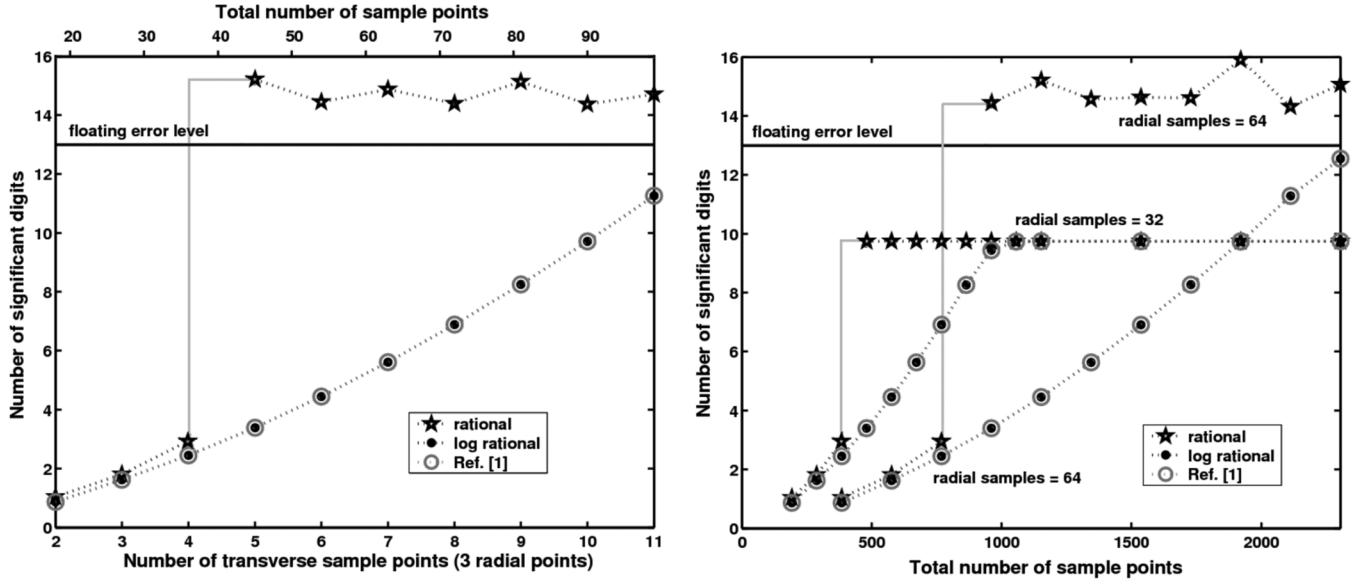 Total number of sample points
20 30 40 50 60 70 80 90
16
14
12
10
8
6
4
2
0
Number of significant digits
floating error level
rational
log rational
Ref. [1]
2 3 4 5 6 7 8 9 10 11
Number of transverse sample points (3 radial points)
16
14
12
10
8
6
4
2
0
Number of significant digits
radial samples = 64
floating error level
radial samples = 32
radial samples = 64
rational
log rational
Ref. [1]
0 500 1000 1500 2000
Total number of sample points